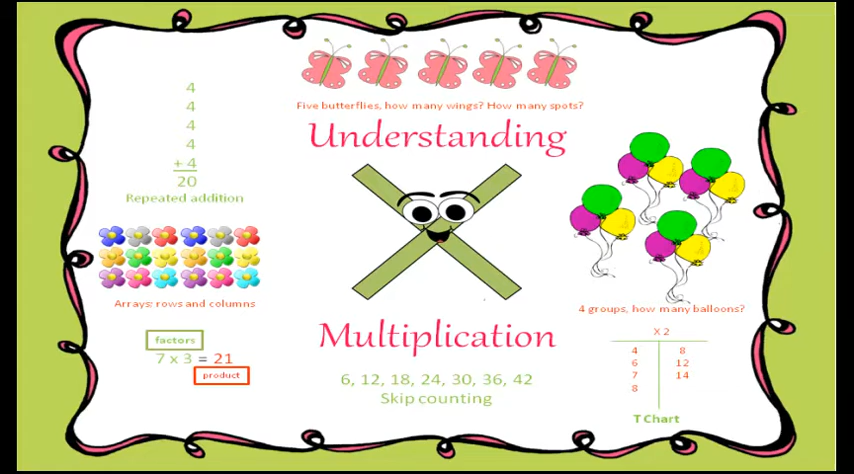 Five butterflies, how many wings? How many spots?
Understanding
Multiplication
6, 12, 18, 24, 30, 36, 42
Skip counting
4
4
4
4
+ 4
20
Repeated addition
Arrays: rows and columns
factors
7 x 3 = 21
product
4 groups, how many balloons?
X 2
4 8
6 12
7 14
8
T Chart